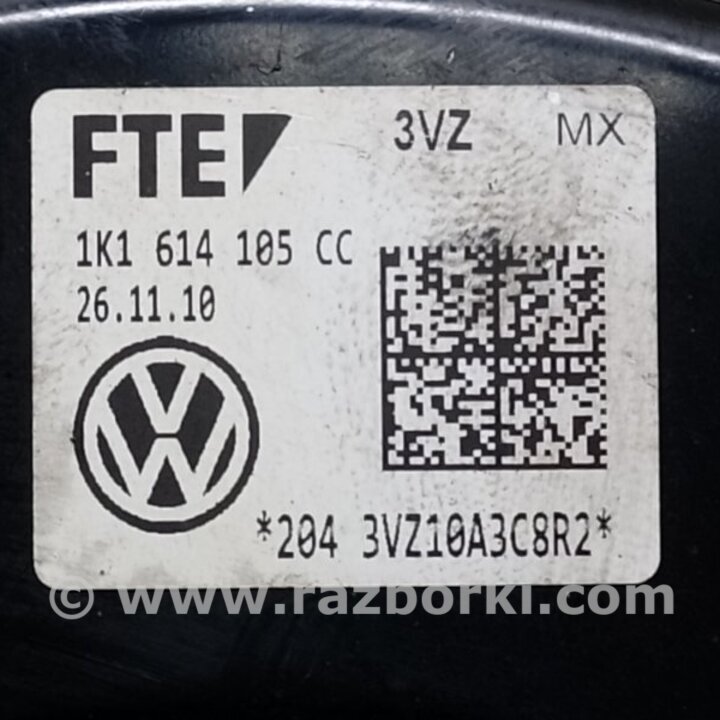 FTE 3VZ MX
1K1 614 105 CC
26.11.10
*204 3VZ10A3C8R2*
© www.razborki.com